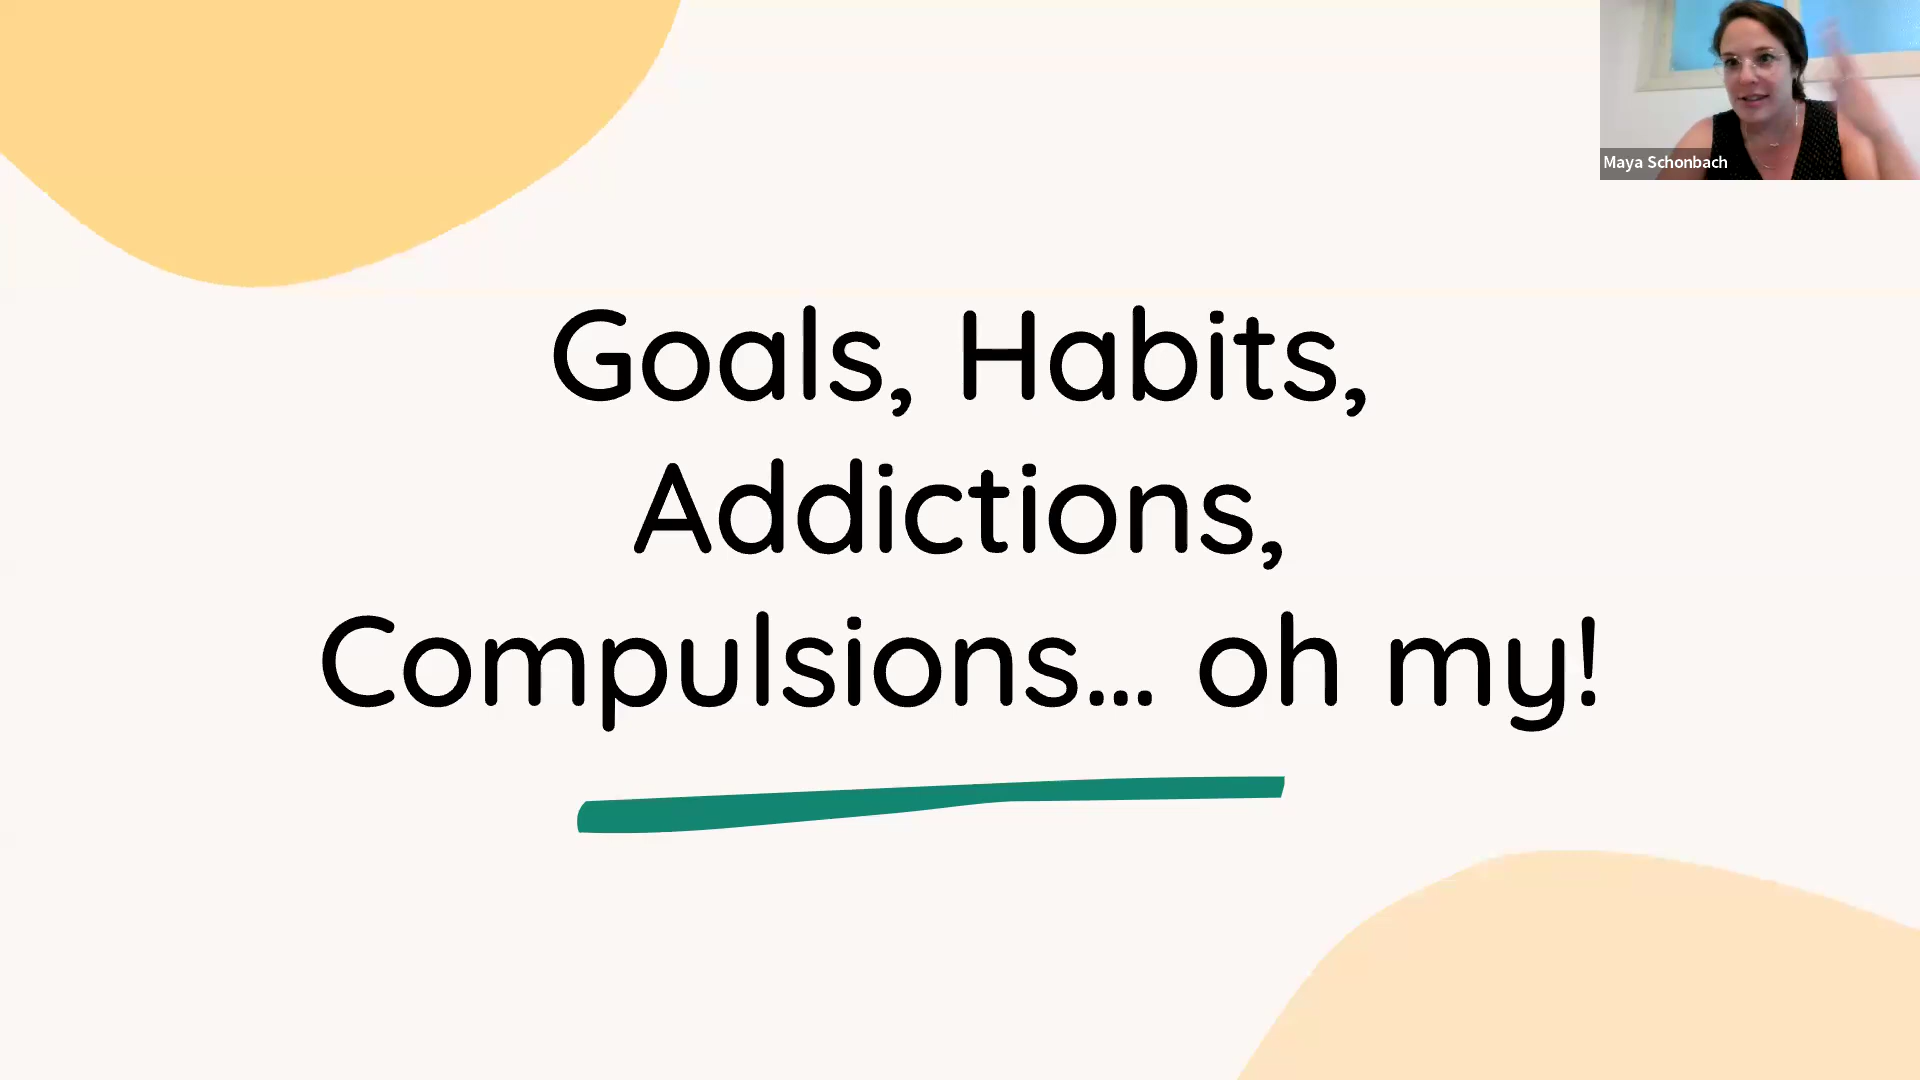 Maya Schonbach
Goals, Habits,
Addictions,
Compulsions... oh my!